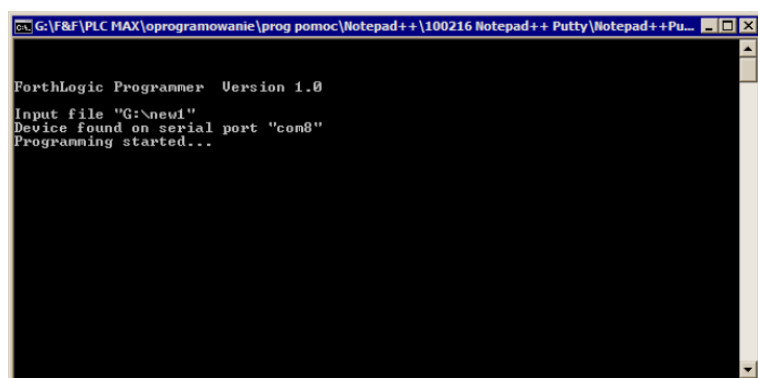 G:\F&F\PLC MAX\oprogramowanie\prog pomoc\Notepad++\100216 Notepad++ Putty\Notepad++Pu...
ForthLogic Programmer Version 1.0
Input file "G:\new1"
Device found on serial port "com8"
Programming started...